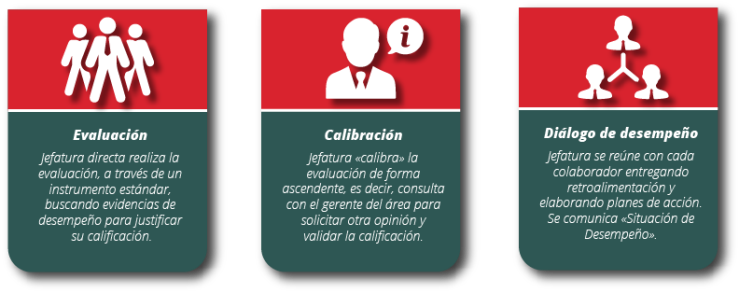 Evaluación
Jefatura directa realiza la
evaluación, a través de un
instrumento estándar,
buscando evidencias de
desempeño para justificar
su calificación.
i
Calibración
Jefatura «calibra» la
evaluación de forma
ascendente, es decir, consulta
con el gerente del área para
solicitar otra opinión y
validar la calificación.
Diálogo de desempeño
Jefatura se reúne con cada
colaborador entregando
retroalimentación y
elaborando planes de acción.
Se comunica «Situación de
Desempeño».